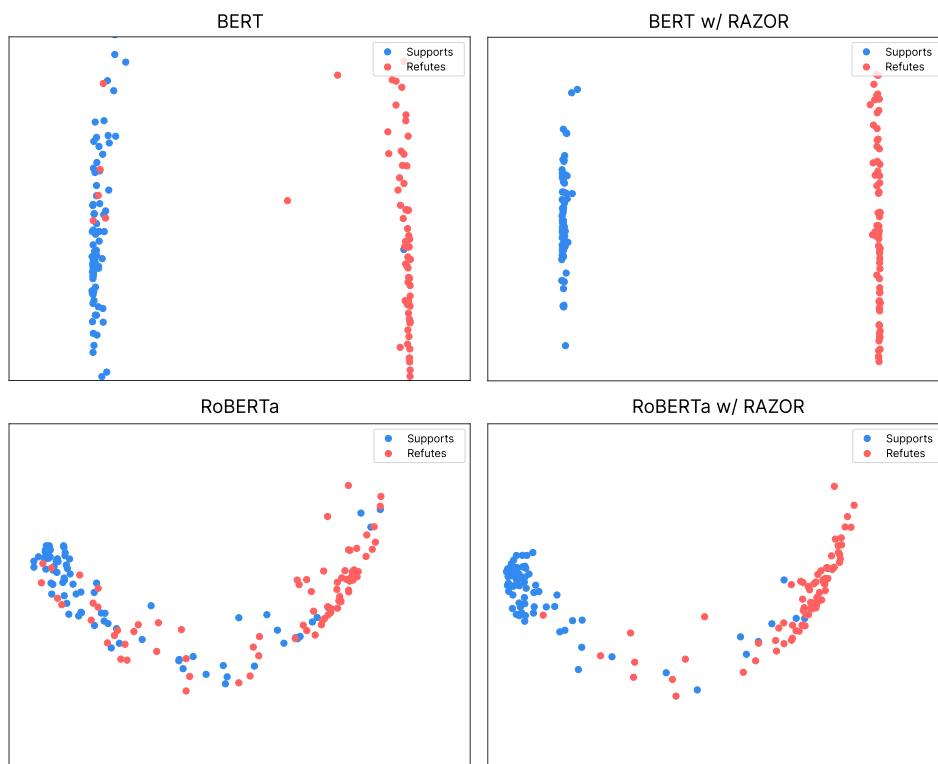 BERT
Supports
Refutes
BERT w/ RAZOR
Supports
Refutes
RoBERTa
Supports
Refutes
RoBERTa w/ RAZOR
Supports
Refutes